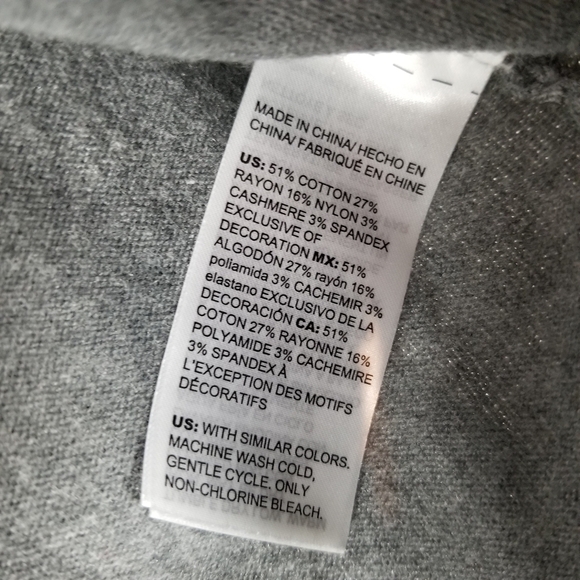 MADE IN CHINA/ HECHO EN
CHINA/ FABRIQUÉ EN CHINE
US: 51% COTTON 27%
RAYON 16% NYLON 3%
CASHMERE 3% SPANDEX
EXCLUSIVE OF
DECORATION MX: 51%
ALGODÓN 27% rayón 16%
poliamida 3% CACHEMIR 3%
elastano EXCLUSIVO DE LA
DECORACIÓN CA: 51%
COTON 27% RAYONNE 16%
POLYAMIDE 3% CACHEMIRE
3% SPANDEX À
L'EXCEPTION DES MOTIFS
DÉCORATIFS
US: WITH SIMILAR COLORS.
MACHINE WASH COLD,
GENTLE CYCLE. ONLY
NON-CHLORINE BLEACH.